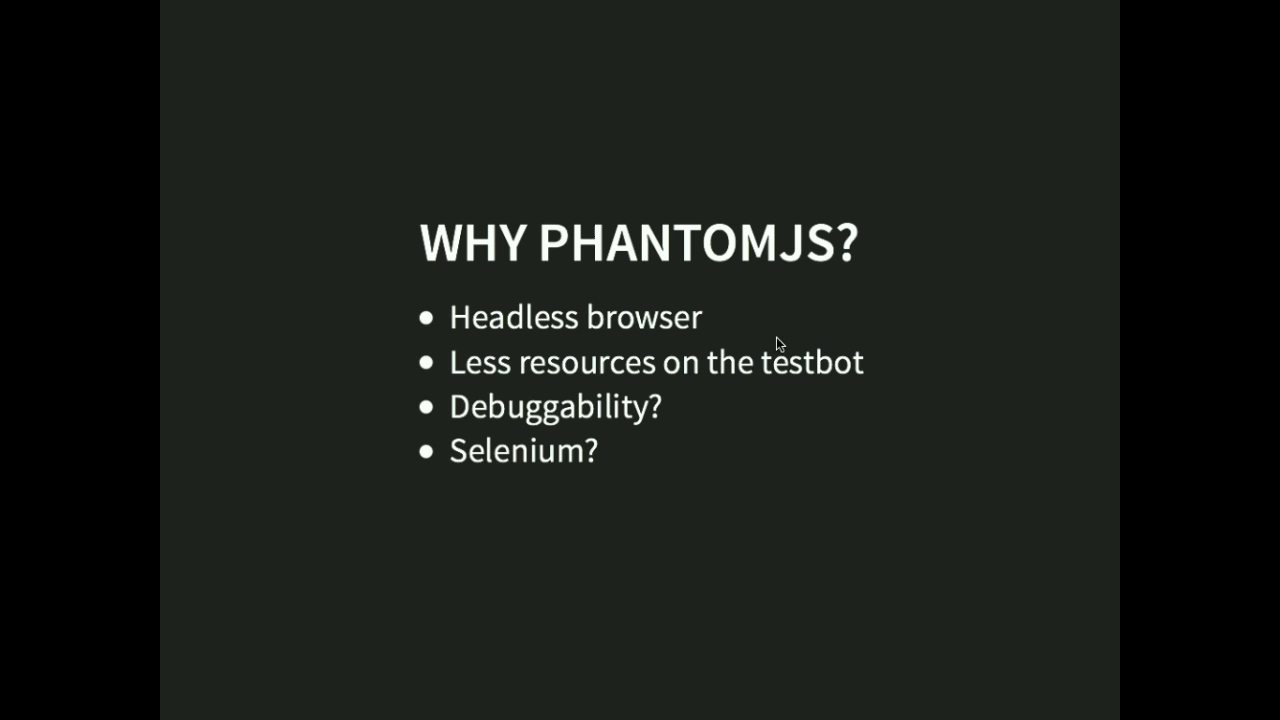 WHY PHANTOMJS?
• Headless browser
• Less resources on the testbot
• Debuggability?
• Selenium?